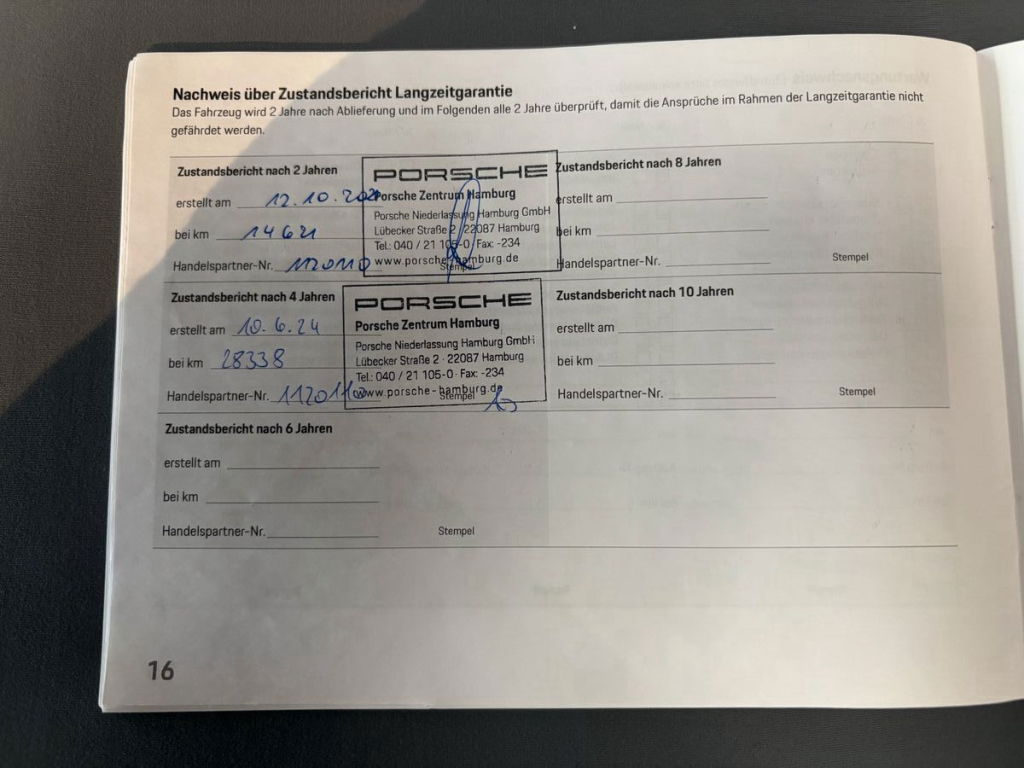 Nachweis über Zustandsbericht Langzeitgarantie
Das Fahrzeug wird 2 Jahre nach Ablieferung und im Folgenden alle 2 Jahre überprüft, damit die Ansprüche im Rahmen der Langzeitgarantie nicht
gefährdet werden.
Zustandsbericht nach 2 Jahren
erstellt am 12.10.
bei km 14621
Handelspartner-Nr.
PORSCHE
Porsche Zentrum Hamburg
Porsche Niederlassung Hamburg GmbH
Lübecker Straße 2 · 22087 Hamburg
Tel.: 040 / 21 105-0 · Fax: -234
www.porsche-hamburg.de
Stempel
Zustandsbericht nach 4 Jahren
erstellt am 10.6.24
bei km 28338
Handelspartner-Nr.
PORSCHE
Porsche Zentrum Hamburg
Porsche Niederlassung Hamburg GmbH
Lübecker Straße 2 · 22087 Hamburg
Tel.: 040 / 21 105-0 · Fax: -234
www.porsche-hamburg.de
Stempel
Zustandsbericht nach 6 Jahren
erstellt am
bei km
Handelspartner-Nr.
Stempel
Zustandsbericht nach 8 Jahren
erstellt am
bei km
Handelspartner-Nr.
Stempel
Zustandsbericht nach 10 Jahren
erstellt am
bei km
Handelspartner-Nr.
Stempel
16